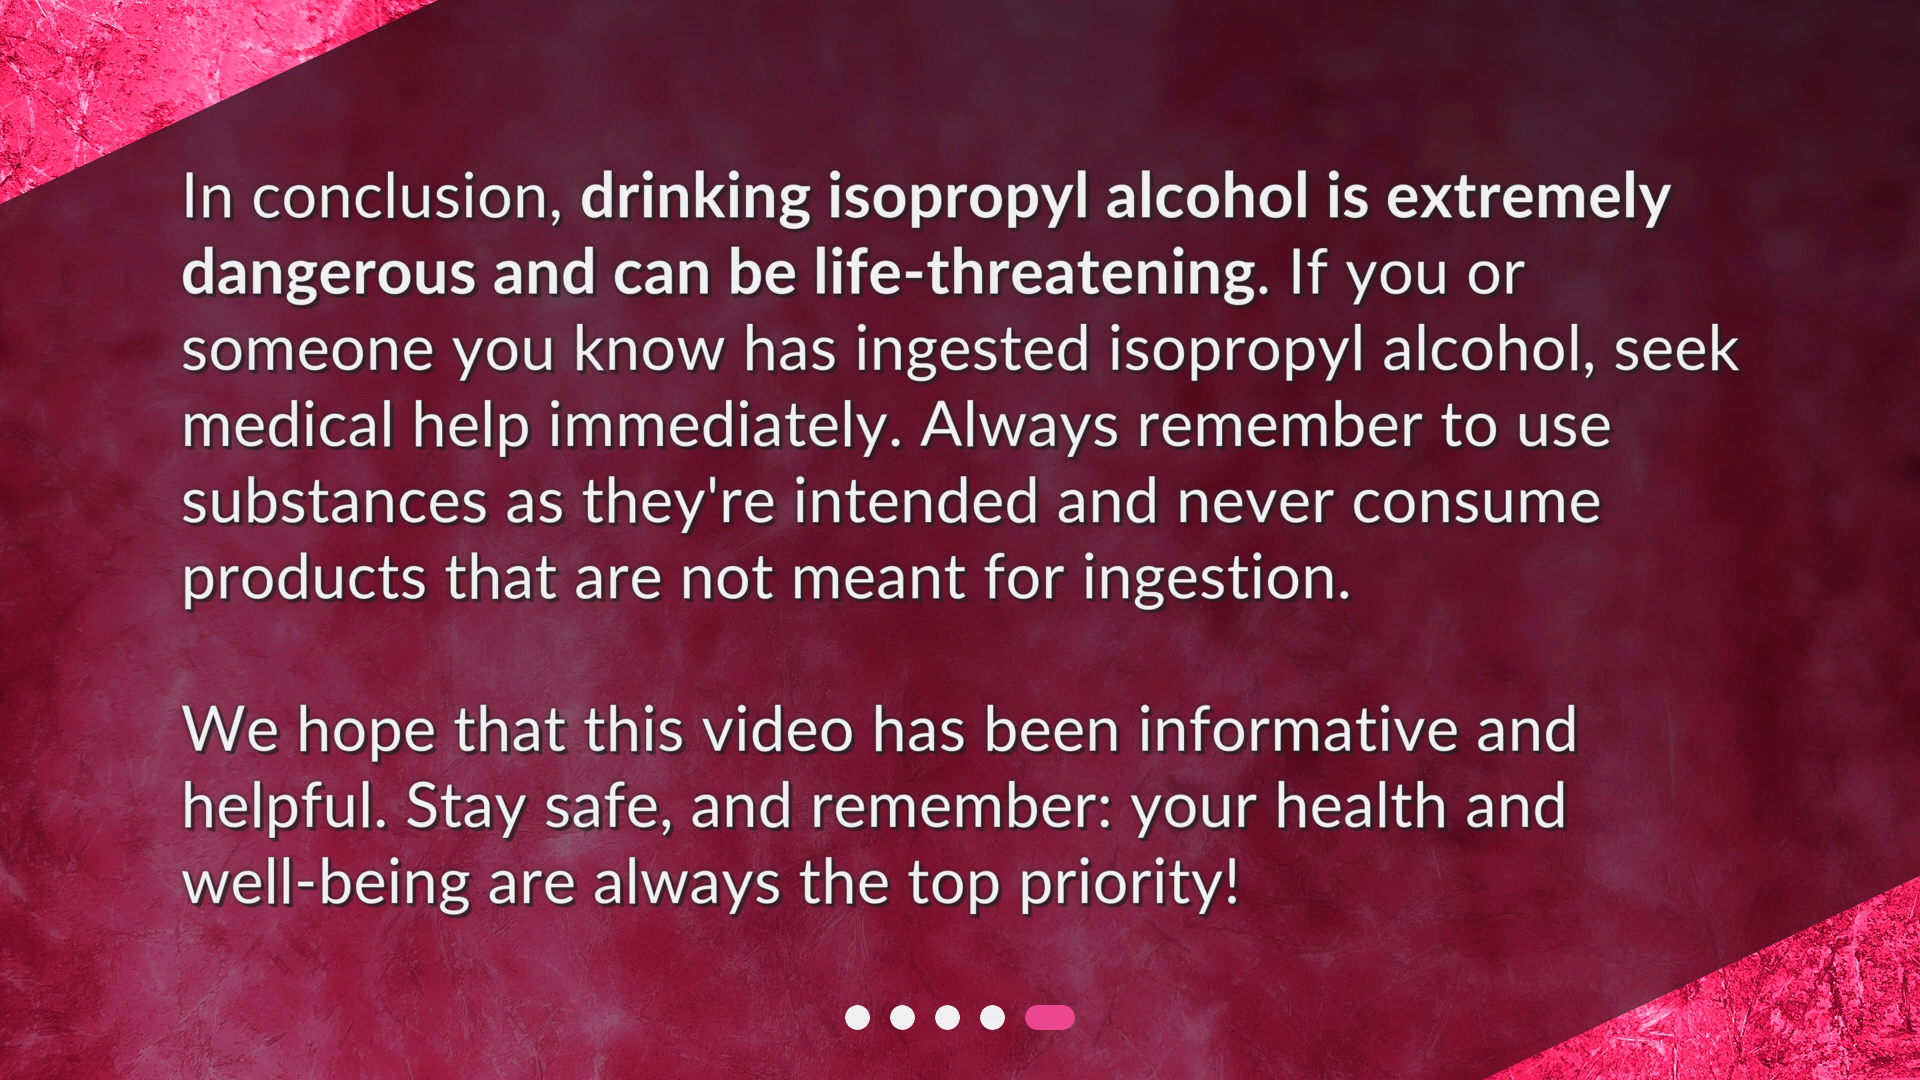 In conclusion, drinking isopropyl alcohol is extremely
dangerous and can be life-threatening. If you or
someone you know has ingested isopropyl alcohol, seek
medical help immediately. Always remember to use
substances as they're intended and never consume
products that are not meant for ingestion.
We hope that this video has been informative and
helpful. Stay safe, and remember: your health and
well-being are always the top priority!